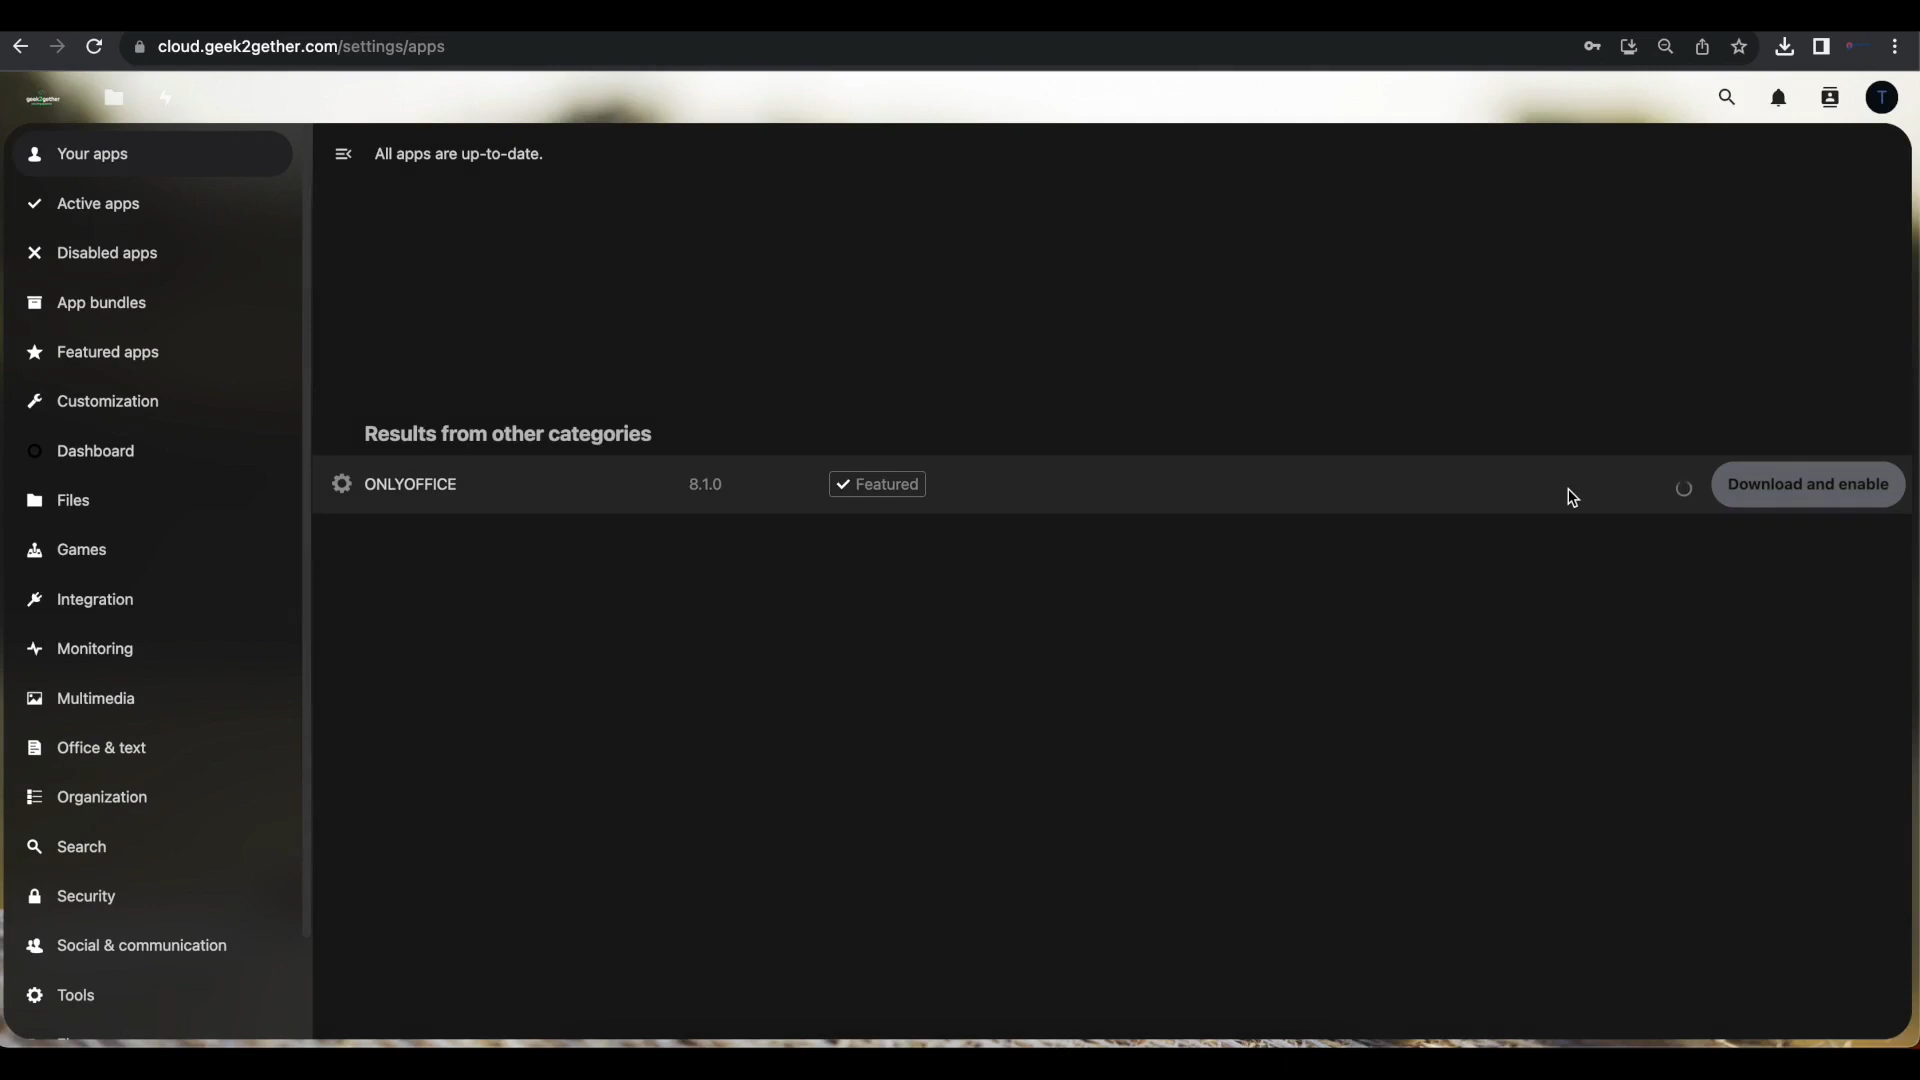 cloud.geek2gether.com/settings/apps
geek2gether
T
Your apps
All apps are up-to-date.
Active apps
Disabled apps
App bundles
Featured apps
Customization
Dashboard
Files
Games
Integration
Monitoring
Multimedia
Office & text
Organization
Search
Security
Social & communication
Tools
Results from other categories
ONLYOFFICE 8.1.0 Featured Download and enable